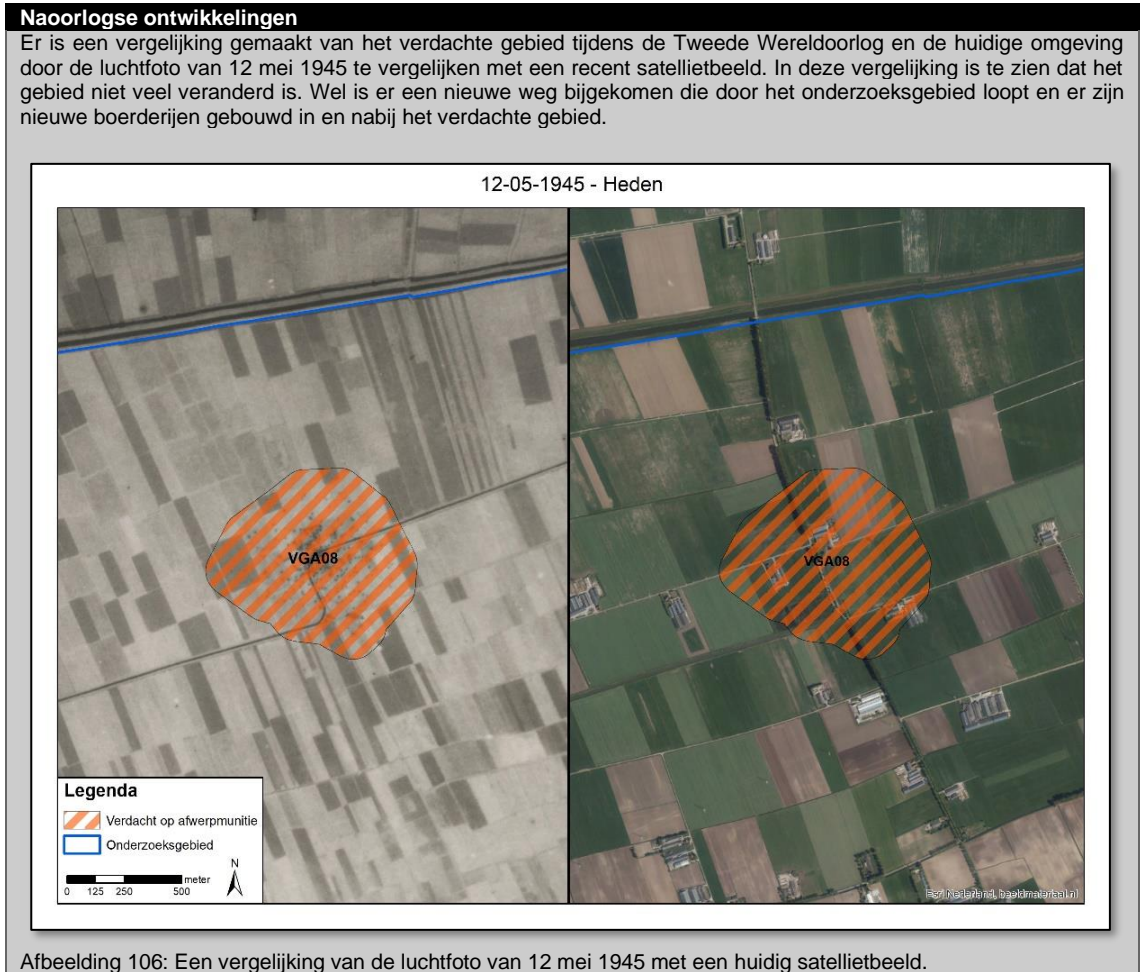 Naoorlogse ontwikkelingen
Er is een vergelijking gemaakt van het verdachte gebied tijdens de Tweede Wereldoorlog en de huidige omgeving
door de luchtfoto van 12 mei 1945 te vergelijken met een recent satellietbeeld. In deze vergelijking is te zien dat het
gebied niet veel veranderd is. Wel is er een nieuwe weg bijgekomen die door het onderzoeksgebied loopt en er zijn
nieuwe boerderijen gebouwd in en nabij het verdachte gebied.
12-05-1945 - Heden
VGA08
VGA08
Legenda
Verdacht op afwerpmunitie
Onderzoeksgebied
N
meter
0 125 250 500
Esri Nederland, beeldmateriaal.nl
Afbeelding 106: Een vergelijking van de luchtfoto van 12 mei 1945 met een huidig satellietbeeld.